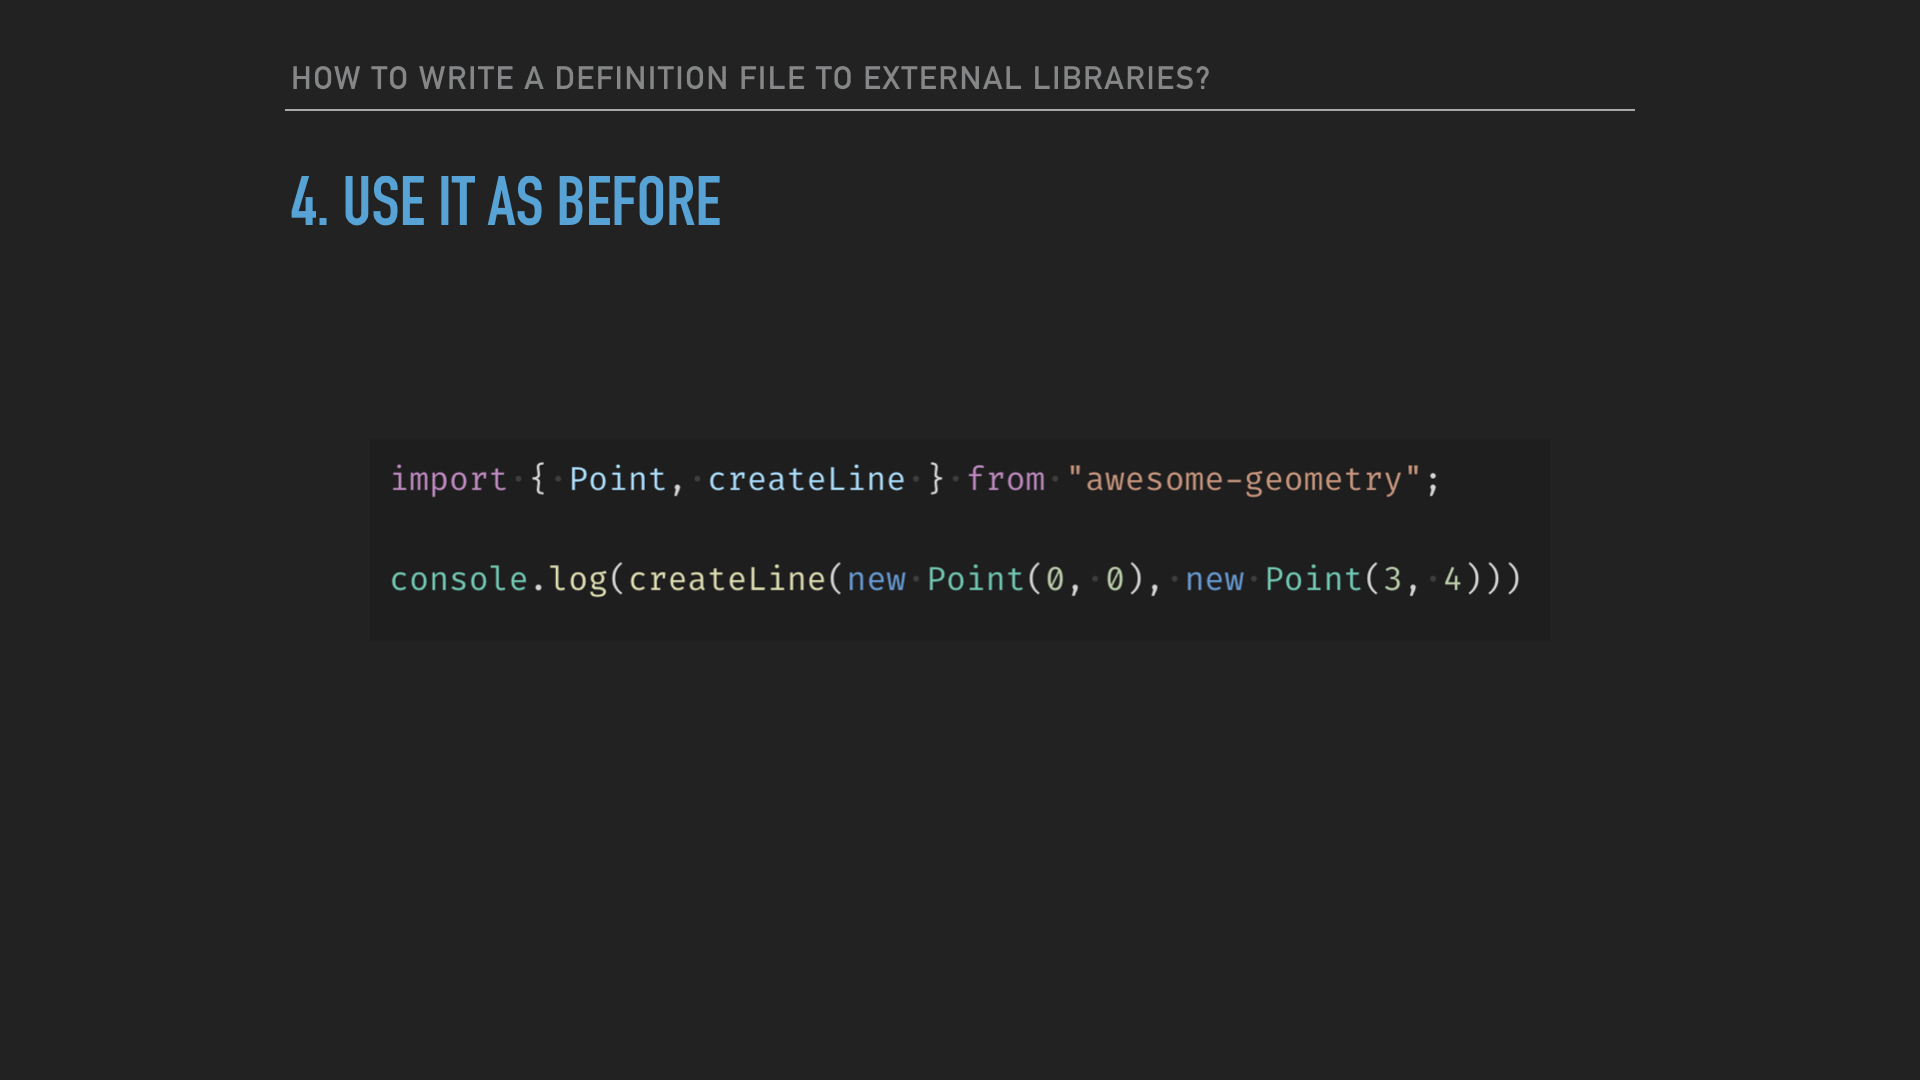 HOW TO WRITE A DEFINITION FILE TO EXTERNAL LIBRARIES?
4. USE IT AS BEFORE
import { Point, createLine } from "awesome-geometry";
console.log(createLine(new Point(0, 0), new Point(3, 4)))